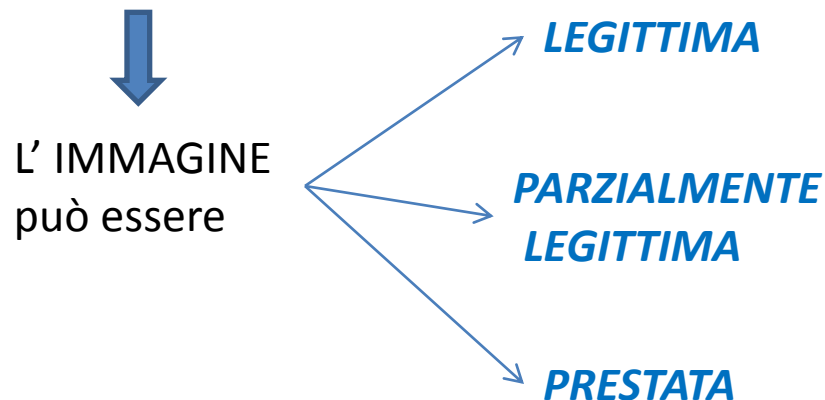 LEGITTIMA
L’ IMMAGINE
può essere
PARZIALMENTE
LEGITTIMA
PRESTATA